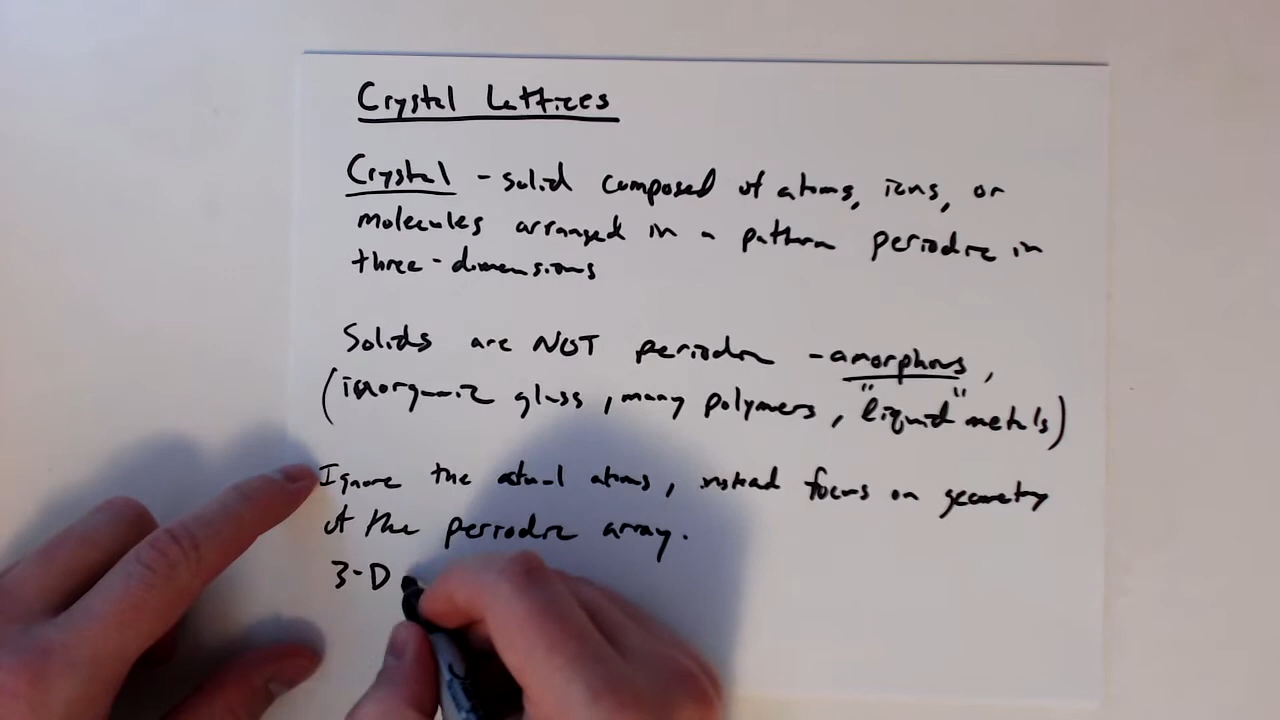 Crystal Lattices
Crystal - solid composed of atoms, ions, or
molecules arranged in a pattern periodic in
three-dimensions
Solids are NOT periodic - amorphous,
(inorganic glass, many polymers, "liquid" metals)
Ignore the actual atoms, instead focus on geometry
of the periodic array.
3-D